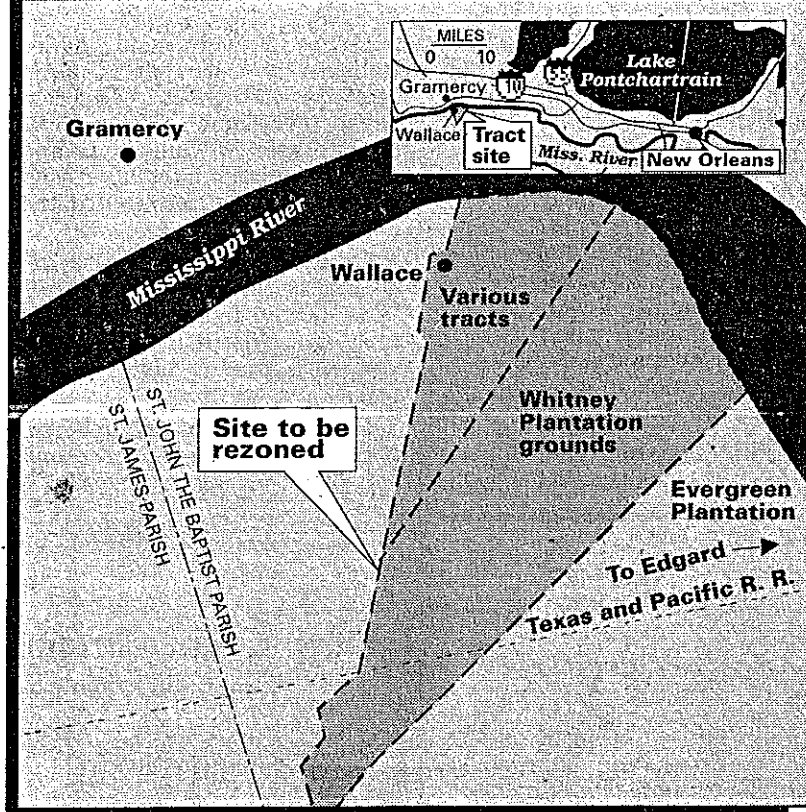 MILES
0 10
Lake
Pontchartrain
55
10
Gramercy
Wallace
Tract
site
Miss. River
New Orleans
Gramercy
Mississippi River
Wallace
Various
tracts
Site to be
rezoned
Whitney
Plantation
grounds
Evergreen
Plantation
To Edgard
Texas and Pacific R. R.
ST. JOHN THE BAPTIST PARISH
ST. JAMES PARISH